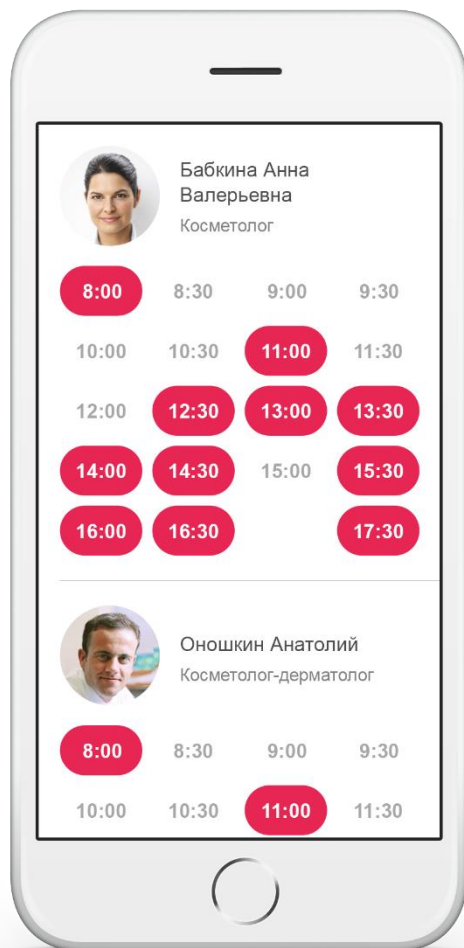 Бабкина Анна
Валерьевна
Косметолог
8:00 8:30 9:00 9:30
10:00 10:30 11:00 11:30
12:00 12:30 13:00 13:30
14:00 14:30 15:00 15:30
16:00 16:30 17:30
Оношкин Анатолий
Косметолог-дерматолог
8:00 8:30 9:00 9:30
10:00 10:30 11:00 11:30